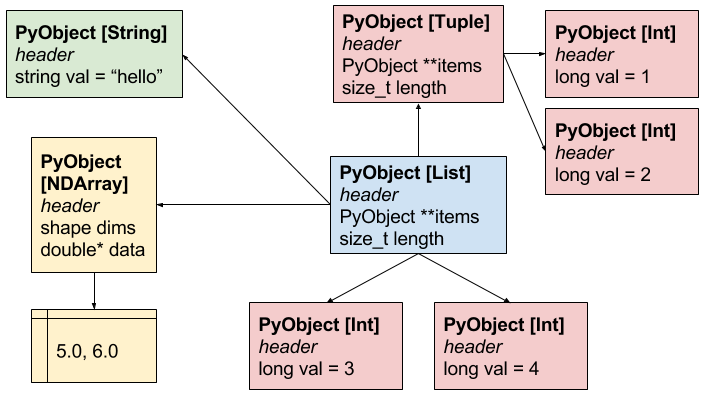 PyObject [String]
header
string val = “hello”
PyObject [Tuple]
header
PyObject **items
size_t length
PyObject [Int]
header
long val = 1
PyObject [Int]
header
long val = 2
PyObject
[NDArray]
header
shape dims
double* data
PyObject [List]
header
PyObject **items
size_t length
5.0, 6.0
PyObject [Int]
header
long val = 3
PyObject [Int]
header
long val = 4